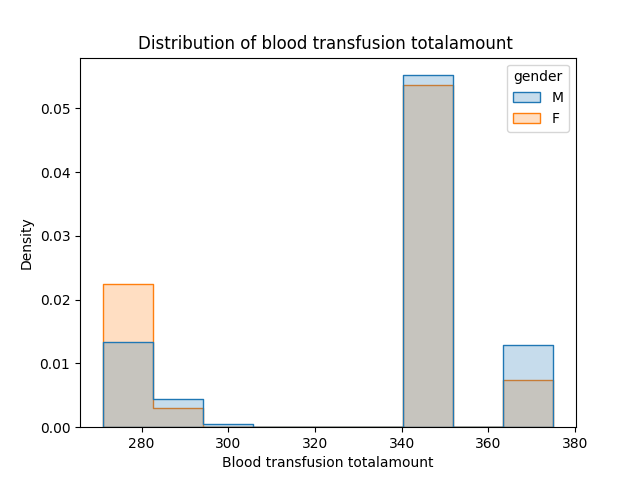 Distribution of blood transfusion totalamount
gender
M
F
0.05
0.04
0.03
0.02
0.01
0.00
Density
280
300
320
340
360
380
Blood transfusion totalamount